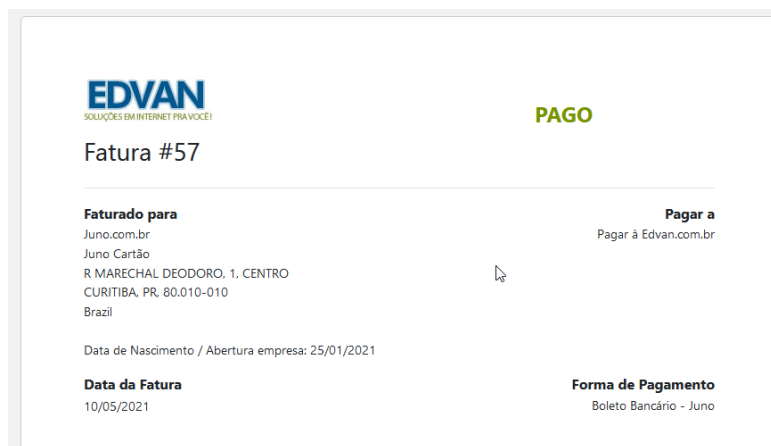 EDVAN
SOLUÇÕES EM INTERNET PRA VOCÊ!
PAGO
Fatura #57
Faturado para
Juno.com.br
Juno Cartão
R MARECHAL DEODORO, 1, CENTRO
CURITIBA, PR, 80.010-010
Brazil
Pagar a
Pagar à Edvan.com.br
Data de Nascimento / Abertura empresa: 25/01/2021
Data da Fatura
10/05/2021
Forma de Pagamento
Boleto Bancário - Juno